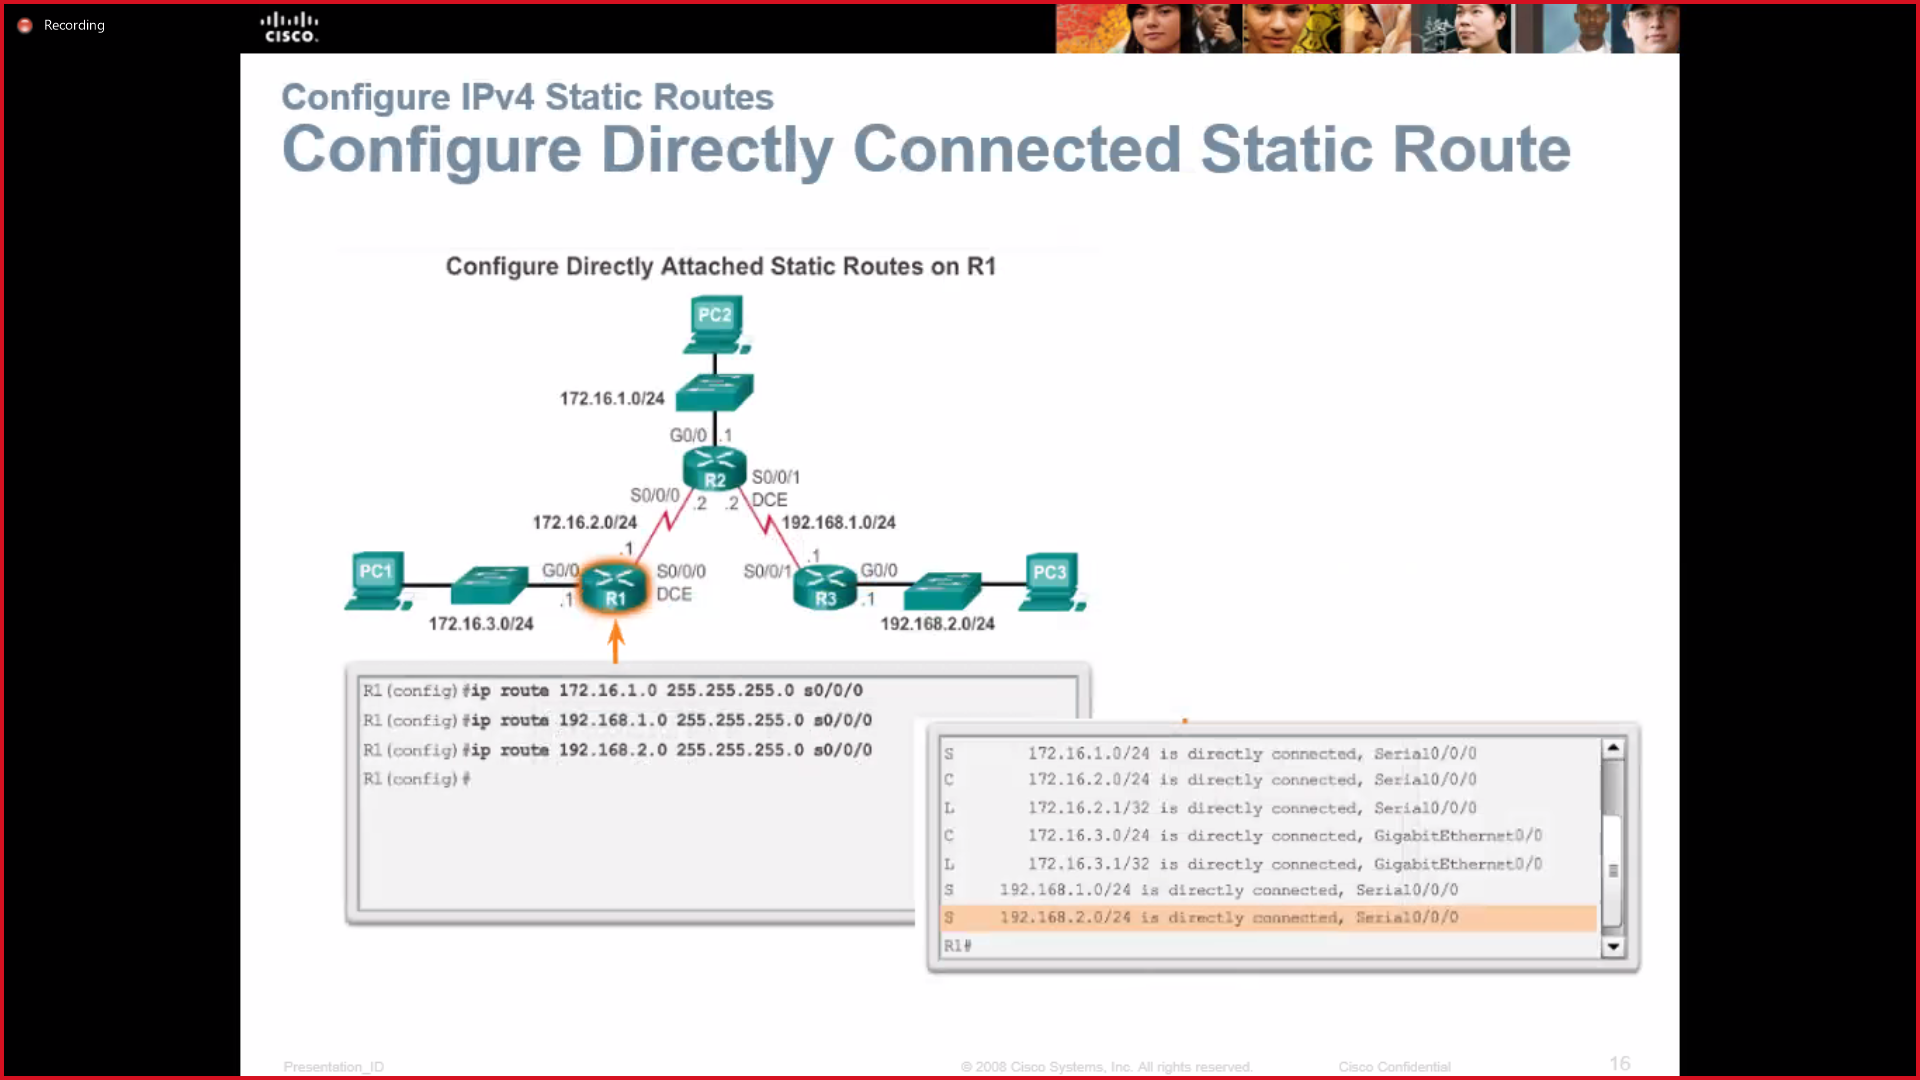 Recording
CISCO.
Configure IPv4 Static Routes
Configure Directly Connected Static Route
Configure Directly Attached Static Routes on R1
PC2
172.16.1.0/24
G0/0 .1
R2
S0/0/1
DCE
S0/0/0
.2 .2
172.16.2.0/24
192.168.1.0/24
.1
.1
PC1
G0/0
S0/0/0
DCE
S0/0/1
G0/0
PC3
.1
R1
R3
.1
172.16.3.0/24
192.168.2.0/24
R1(config)#ip route 172.16.1.0 255.255.255.0 s0/0/0
R1(config)#ip route 192.168.1.0 255.255.255.0 s0/0/0
R1(config)#ip route 192.168.2.0 255.255.255.0 s0/0/0
R1(config)#
S 172.16.1.0/24 is directly connected, Serial0/0/0
C 172.16.2.0/24 is directly connected, Serial0/0/0
L 172.16.2.1/32 is directly connected, Serial0/0/0
C 172.16.3.0/24 is directly connected, GigabitEthernet0/0
L 172.16.3.1/32 is directly connected, GigabitEthernet0/0
S 192.168.1.0/24 is directly connected, Serial0/0/0
S 192.168.2.0/24 is directly connected, Serial0/0/0
R1#
Presentation_ID
© 2008 Cisco Systems, Inc. All rights reserved.
Cisco Confidential
16